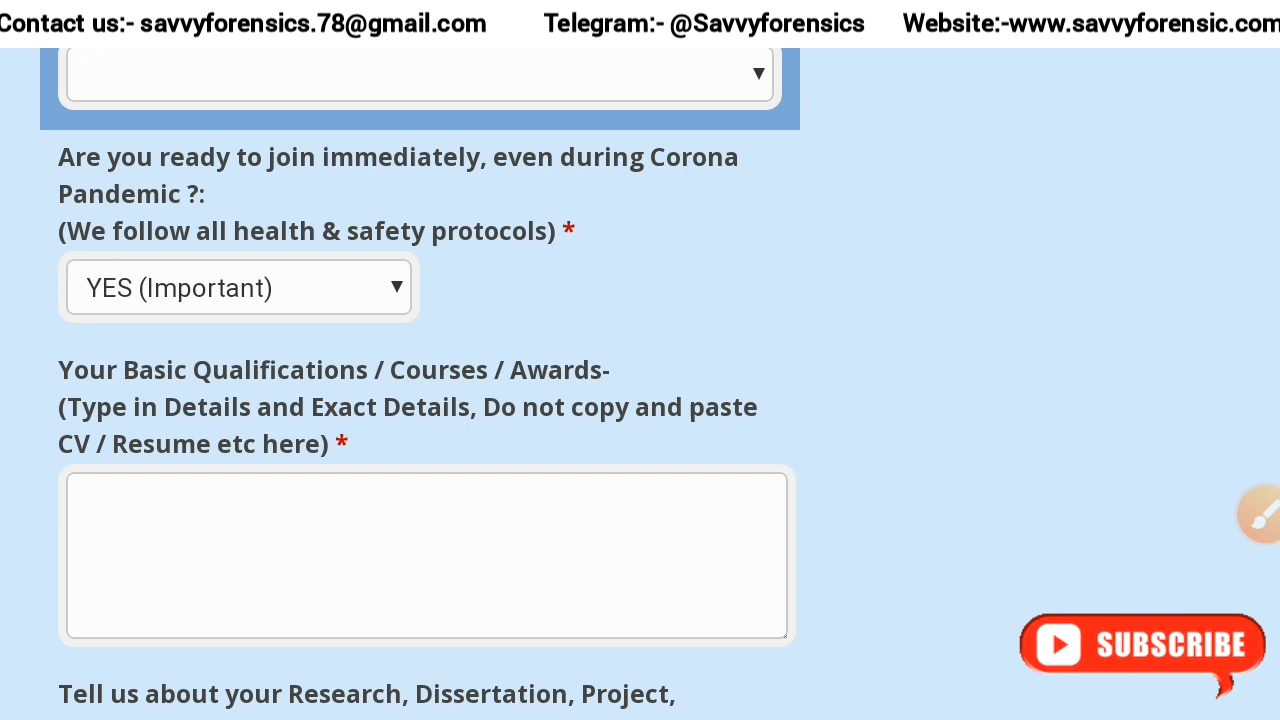 Contact us:- savvyforensics.78@gmail.com Telegram:- @Savvyforensics Website:-www.savvyforensic.com
Are you ready to join immediately, even during Corona
Pandemic ?:
(We follow all health & safety protocols) *
YES (Important)
Your Basic Qualifications / Courses / Awards-
(Type in Details and Exact Details, Do not copy and paste
CV / Resume etc here) *
SUBSCRIBE
Tell us about your Research, Dissertation, Project,